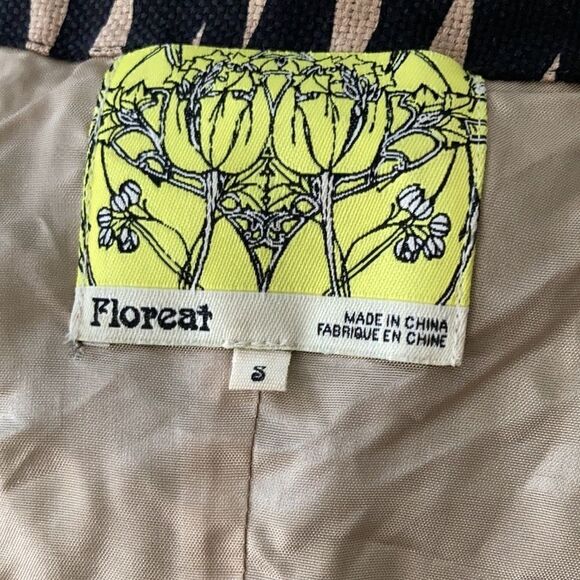 Floreat
MADE IN CHINA
FABRIQUE EN CHINE
S